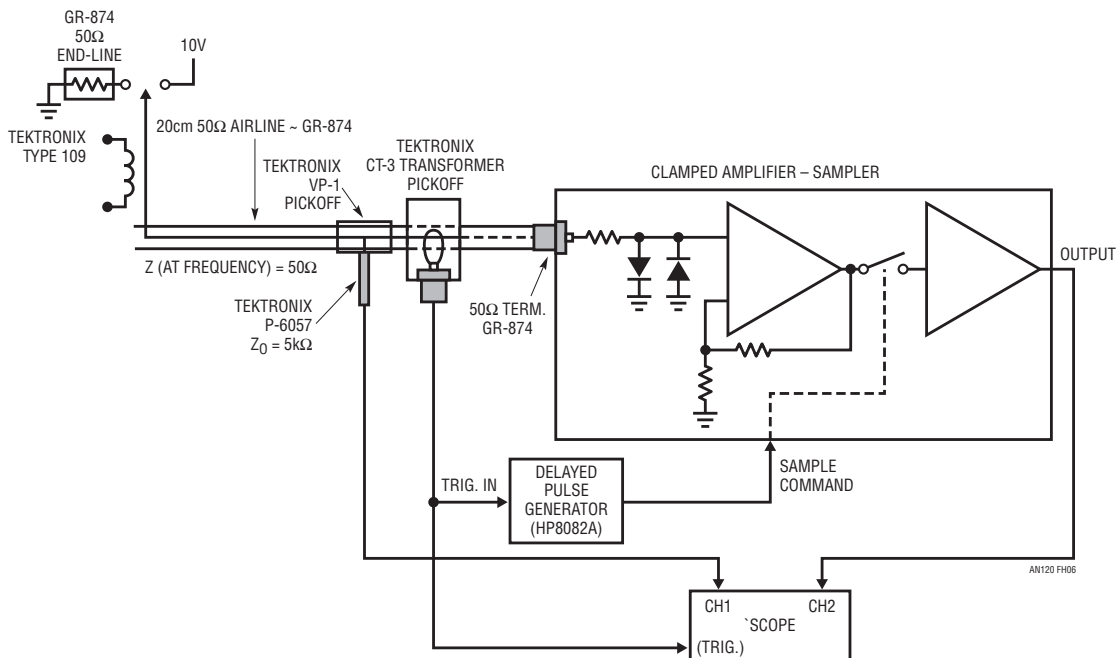 GR-874
50Ω
END-LINE
10V
20cm 50Ω AIRLINE ~ GR-874
TEKTRONIX
TYPE 109
TEKTRONIX
VP-1
PICKOFF
TEKTRONIX
CT-3 TRANSFORMER
PICKOFF
CLAMPED AMPLIFIER – SAMPLER
Z (AT FREQUENCY) = 50Ω
TEKTRONIX
P-6057
Z0 = 5kΩ
50Ω TERM.
GR-874
OUTPUT
TRIG. IN
DELAYED
PULSE
GENERATOR
(HP8082A)
SAMPLE
COMMAND
AN120 FH06
CH1
CH2
`SCOPE
(TRIG.)